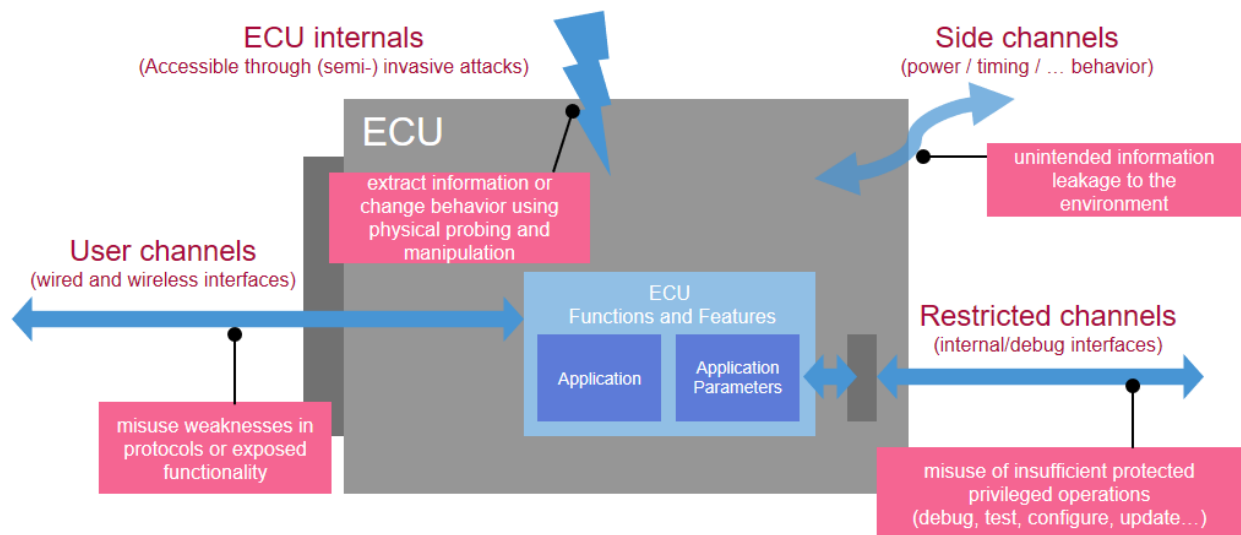 ECU internals
(Accessible through (semi-) invasive attacks)
Side channels
(power / timing / … behavior)
ECU
extract information or
change behavior using
physical probing and
manipulation
unintended information
leakage to the
environment
User channels
(wired and wireless interfaces)
ECU
Functions and Features
Application
Application
Parameters
Restricted channels
(internal/debug interfaces)
misuse weaknesses in
protocols or exposed
functionality
misuse of insufficient protected
privileged operations
(debug, test, configure, update…)